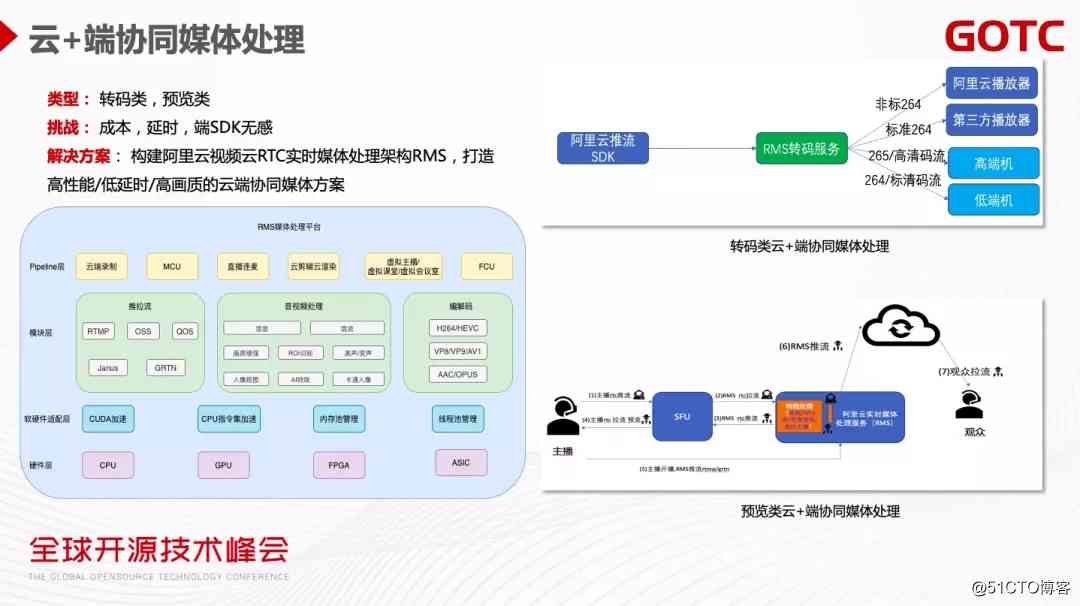 云+端协同媒体处理
GOTC
类型： 转码类，预览类
挑战： 成本，延时，端SDK无感
解决方案： 构建阿里云视频云RTC实时媒体处理架构RMS，打造
高性能/低延时/高画质的云端协同媒体方案
RMS媒体处理平台
Pipeline层
云端录制
MCU
直播连麦
云剪辑云渲染
虚拟主播/
虚拟课堂/虚拟会议室
FCU
模块层
推拉流
RTMP
OSS
QOS
Janus
GRTN
音视频处理
混音
混流
画质增强
ROI识别
美声/变声
人像抠图
AI特效
卡通人像
编解码
H264/HEVC
VP8/VP9/AV1
AAC/OPUS
软硬件适配层
CUDA加速
CPU指令集加速
内存池管理
线程池管理
硬件层
CPU
GPU
FPGA
ASIC
阿里云推流
SDK
RMS转码服务
非标264
标准264
265/高清码流
264/标清码流
阿里云播放器
第三方播放器
高端机
低端机
转码类云+端协同媒体处理
(6)RMS推流
(7)观众拉流
(1)主播rts推流
(2)RMS rts拉流
(4)主播rts 拉流 预览
(3)RMS rts推流
SFU
阿里云实时媒体
处理服务（RMS）
主播
观众
(5)主播开播,RMS推流rtmp/grtn
预览类云+端协同媒体处理
全球开源技术峰会
THE GLOBAL OPENSOURCE TECHNOLOGY CONFERENCE
@51CTO博客